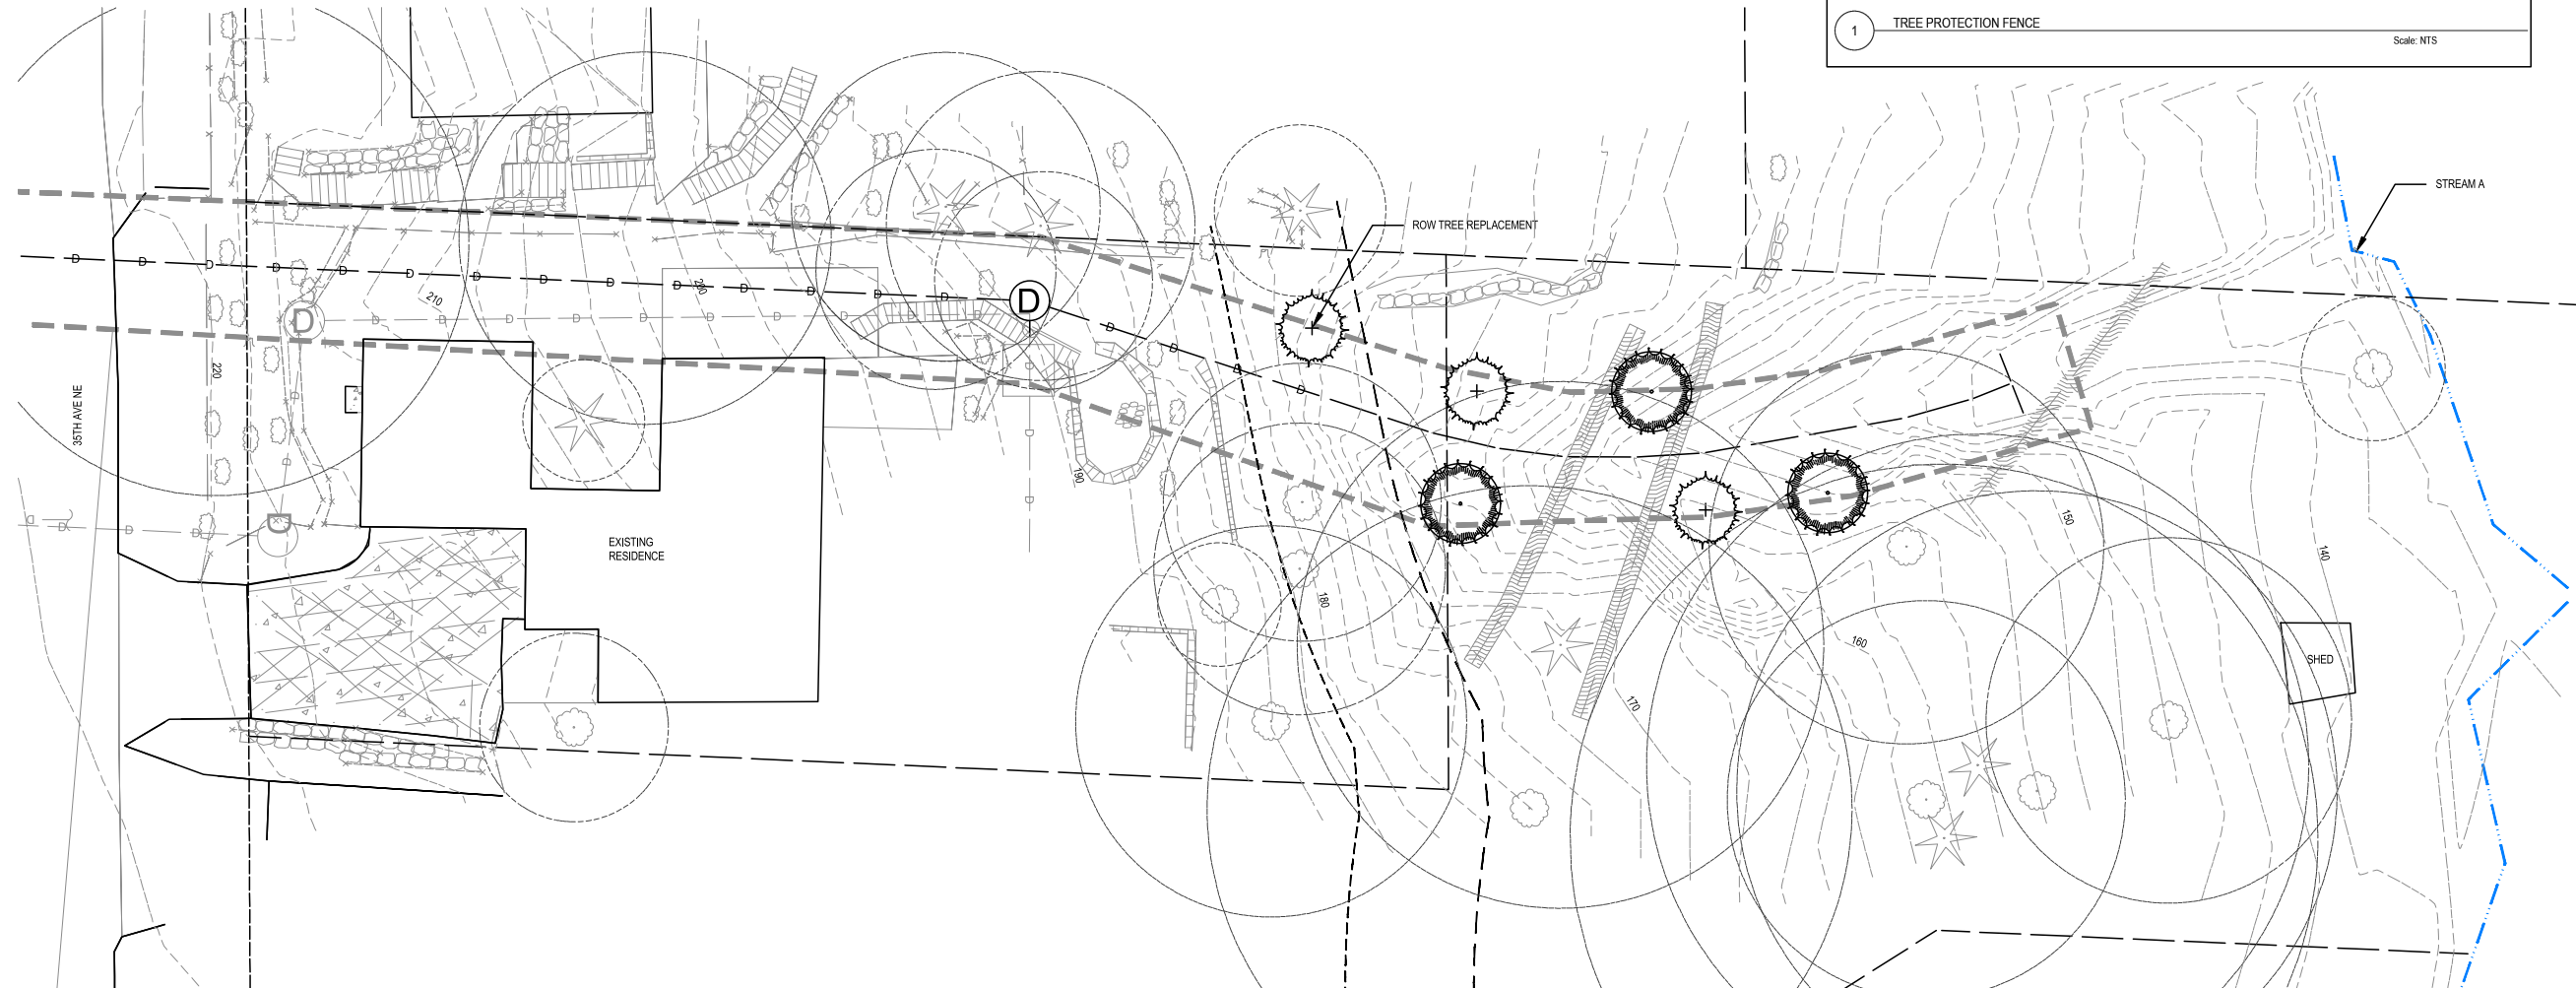 1
TREE PROTECTION FENCE
Scale: NTS
STREAM A
ROW TREE REPLACEMENT
D D D D D D D D D D D D D D
D
D D D D
210
200
D
D D D D D D D D D D
220
35TH AVE NE
190
D
D
D
D
D
D
D D D
D
EXISTING
RESIDENCE
150
140
180
160
SHED
170